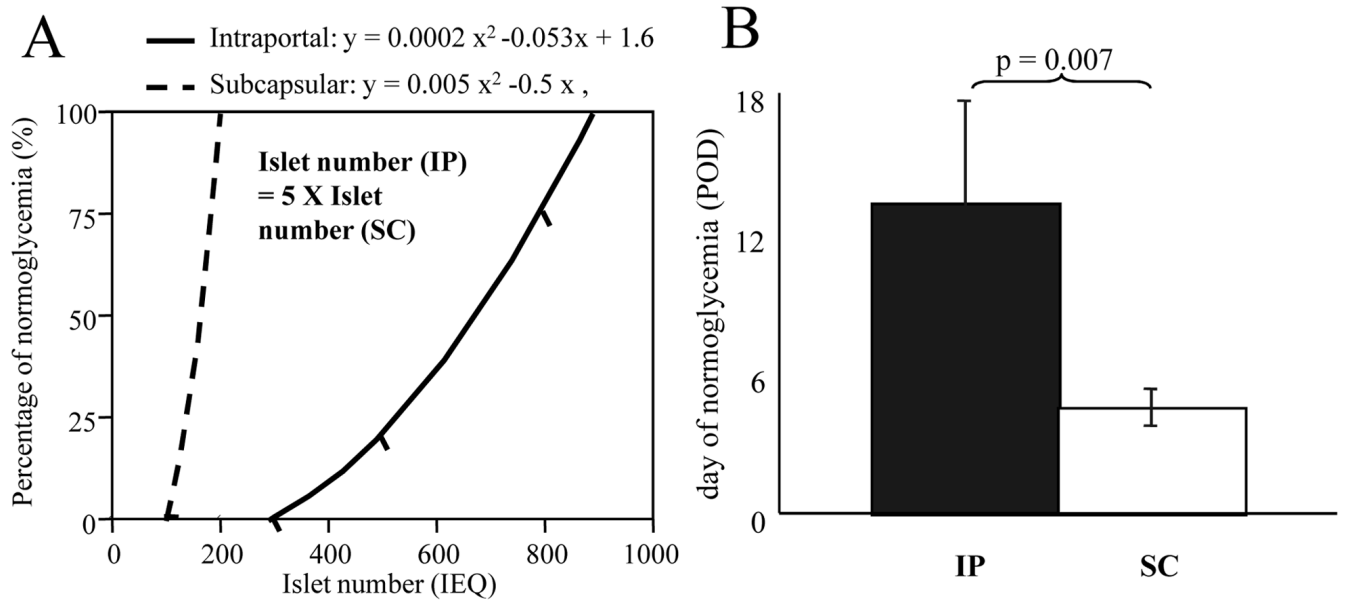 A
Intraportal: y = 0.0002 x² -0.053x + 1.6
Subcapsular: y = 0.005 x² -0.5 x ,
Percentage of normoglycemia (%)
100
75
50
25
0
Islet number (IP)
= 5 X Islet
number (SC)
0 200 400 600 800 1000
Islet number (IEQ)
B
p = 0.007
day of normoglycemia (POD)
18
12
6
0
IP SC